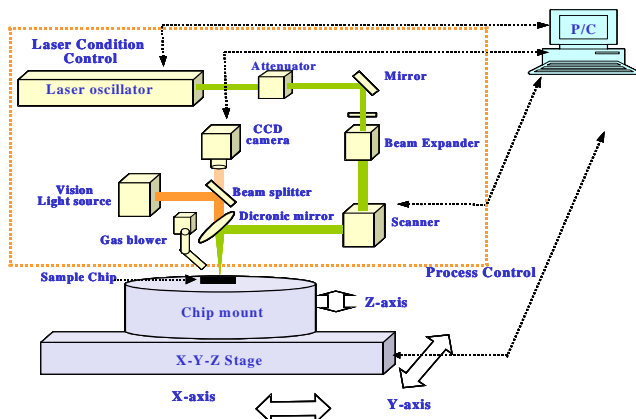 P/C
Laser Condition
Control
Attenuator
Mirror
Laser oscillator
CCD
camera
Beam Expander
Vision
Light source
Beam splitter
Dicronic mirror
Scanner
Gas blower
Sample Chip
Process Control
Z-axis
Chip mount
X-Y-Z Stage
X-axis
Y-axis